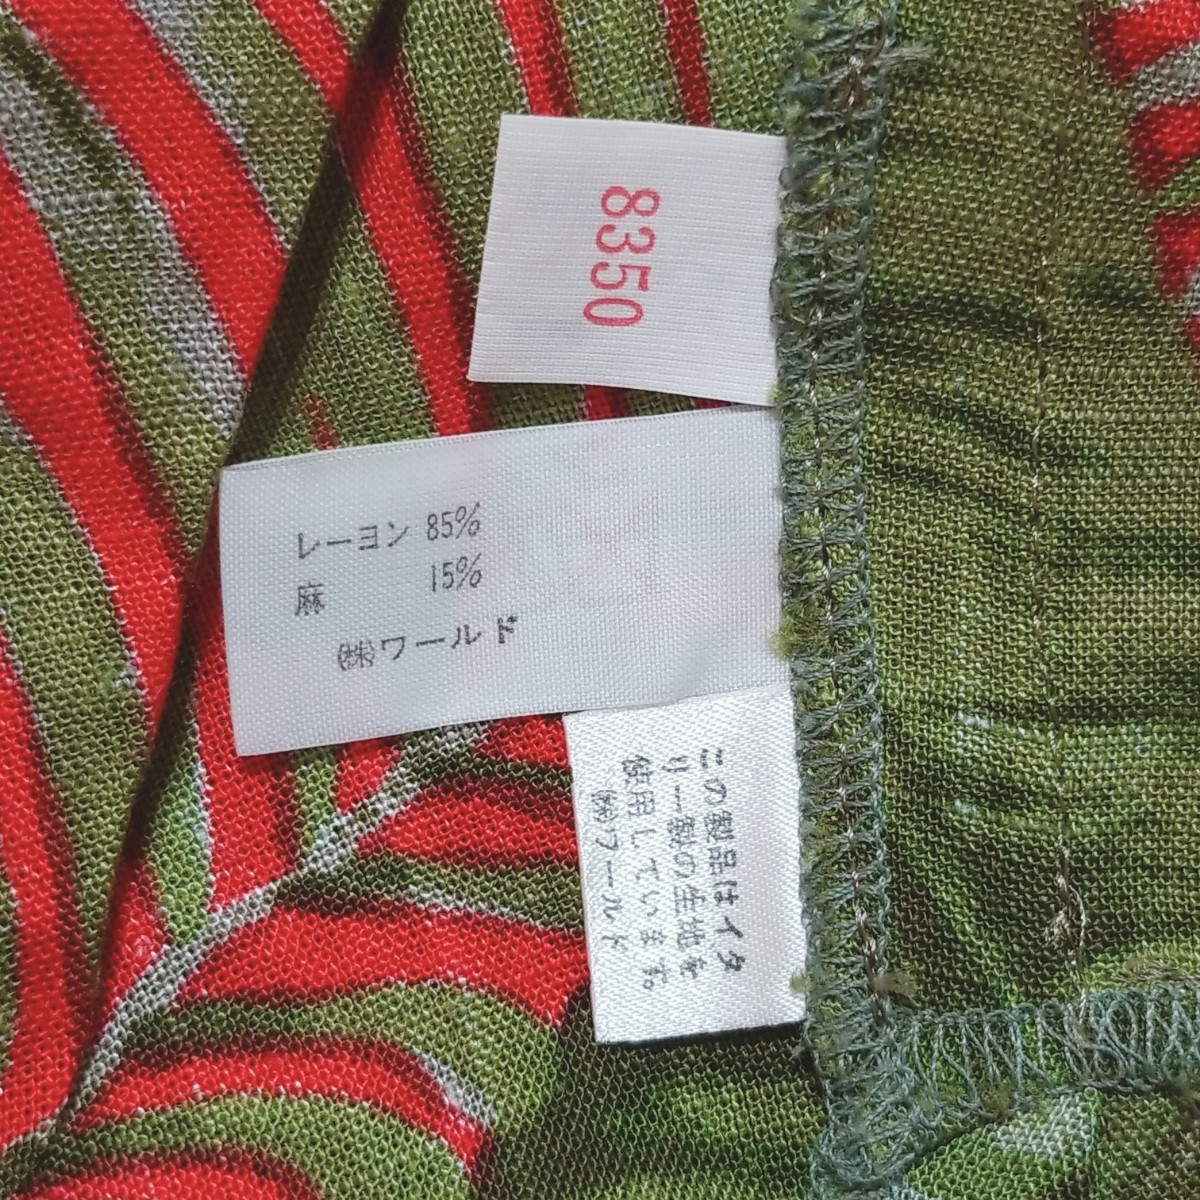 8350
レーヨン 85%
麻 15%
㈱ワールド
この製品はイタ
リー製の生地を
使用しています。
㈱ワールド